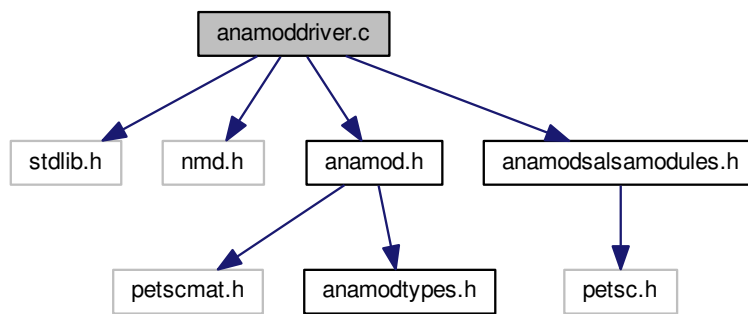 anamoddriver.c
stdlib.h
nmd.h
anamod.h
anamodsalsamodules.h
petscmat.h
anamodtypes.h
petsc.h